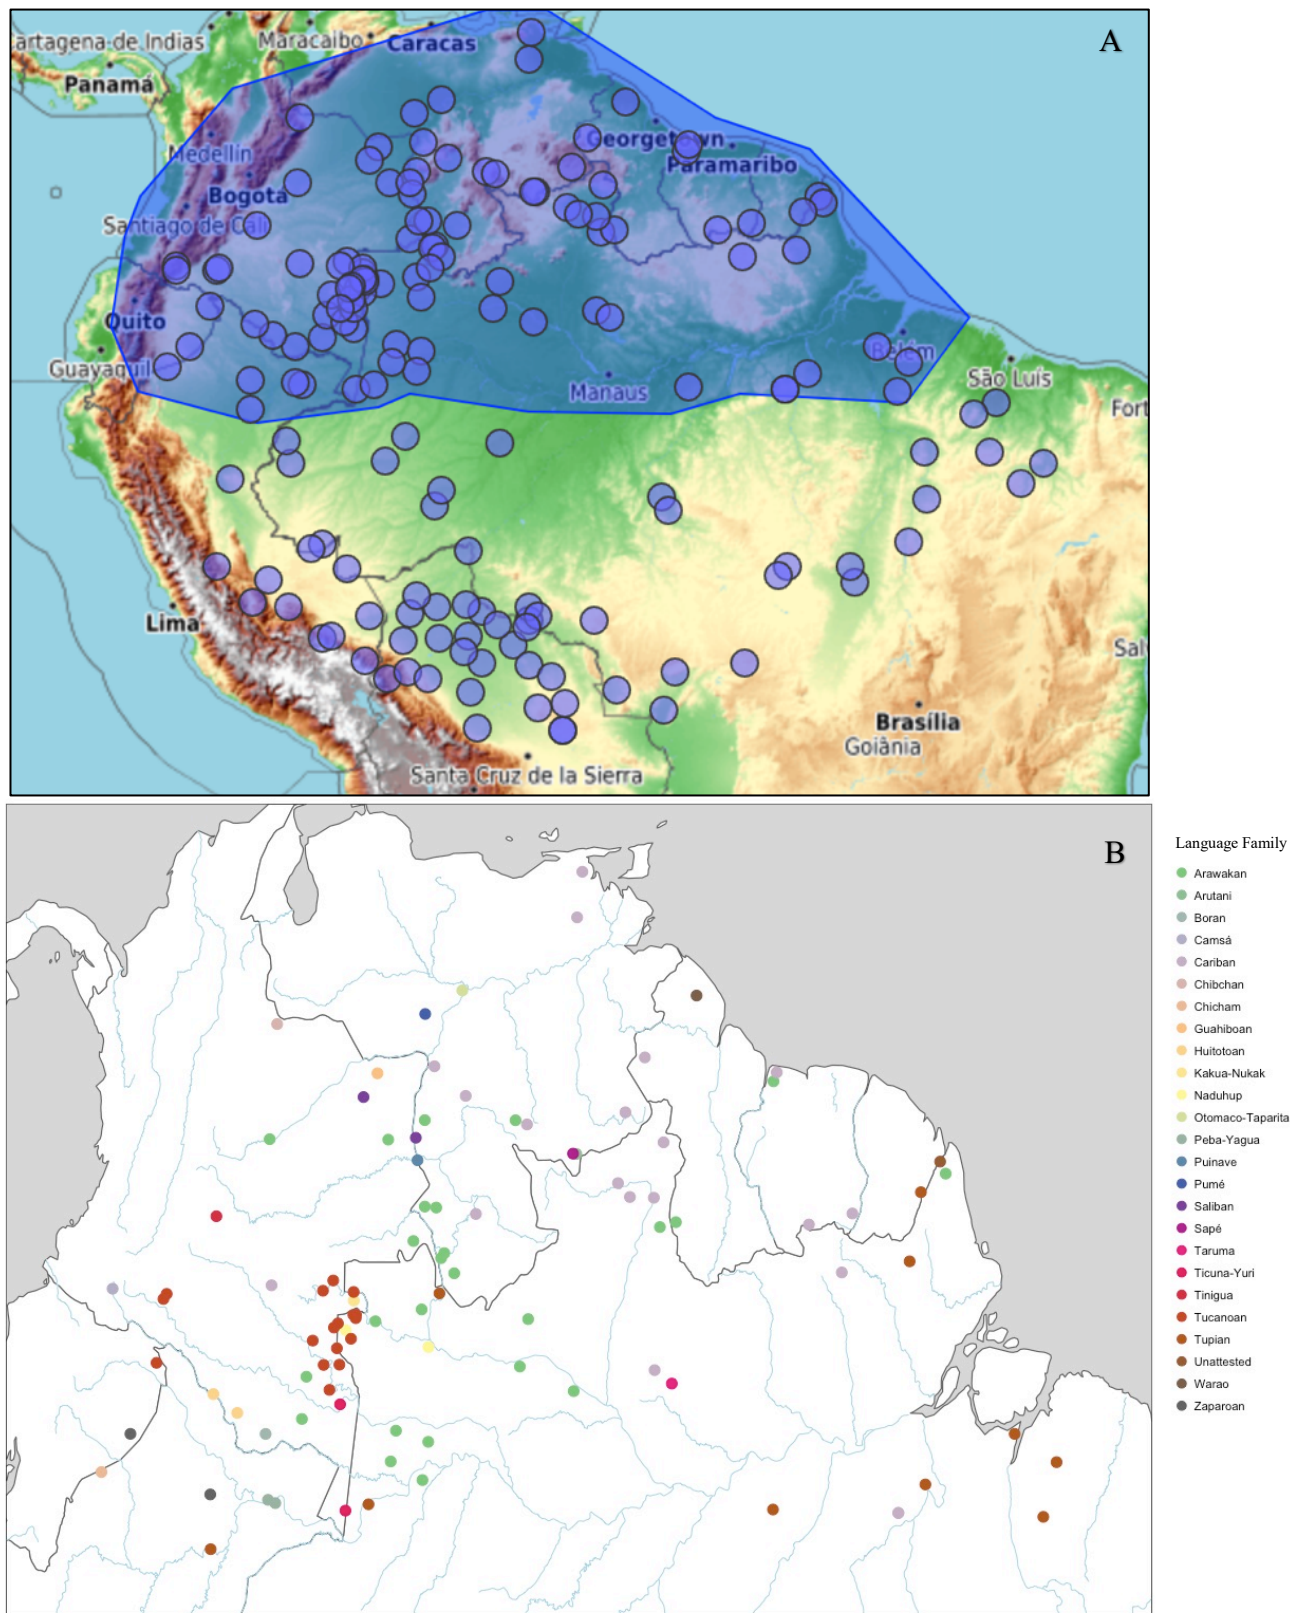 artagena de Indias
Maracaibo
Caracas
A
Panamá
Medellín
Georgetown
Paramaribo
Bogota
Santiago de Cali
Quito
Guayaquil
Belém
São Luís
Manaus
Fort
Lima
Sal
Brasília
Goiânia
Santa Cruz de la Sierra
B
Language Family
Arawakan
Arutani
Boran
Camsá
Cariban
Chibchan
Chicham
Guahiboan
Huitotoan
Kakua-Nukak
Naduhup
Otomaco-Taparita
Peba-Yagua
Puinave
Pumé
Saliban
Sapé
Taruma
Ticuna-Yuri
Tinigua
Tucanoan
Tupian
Unattested
Warao
Zaparoan